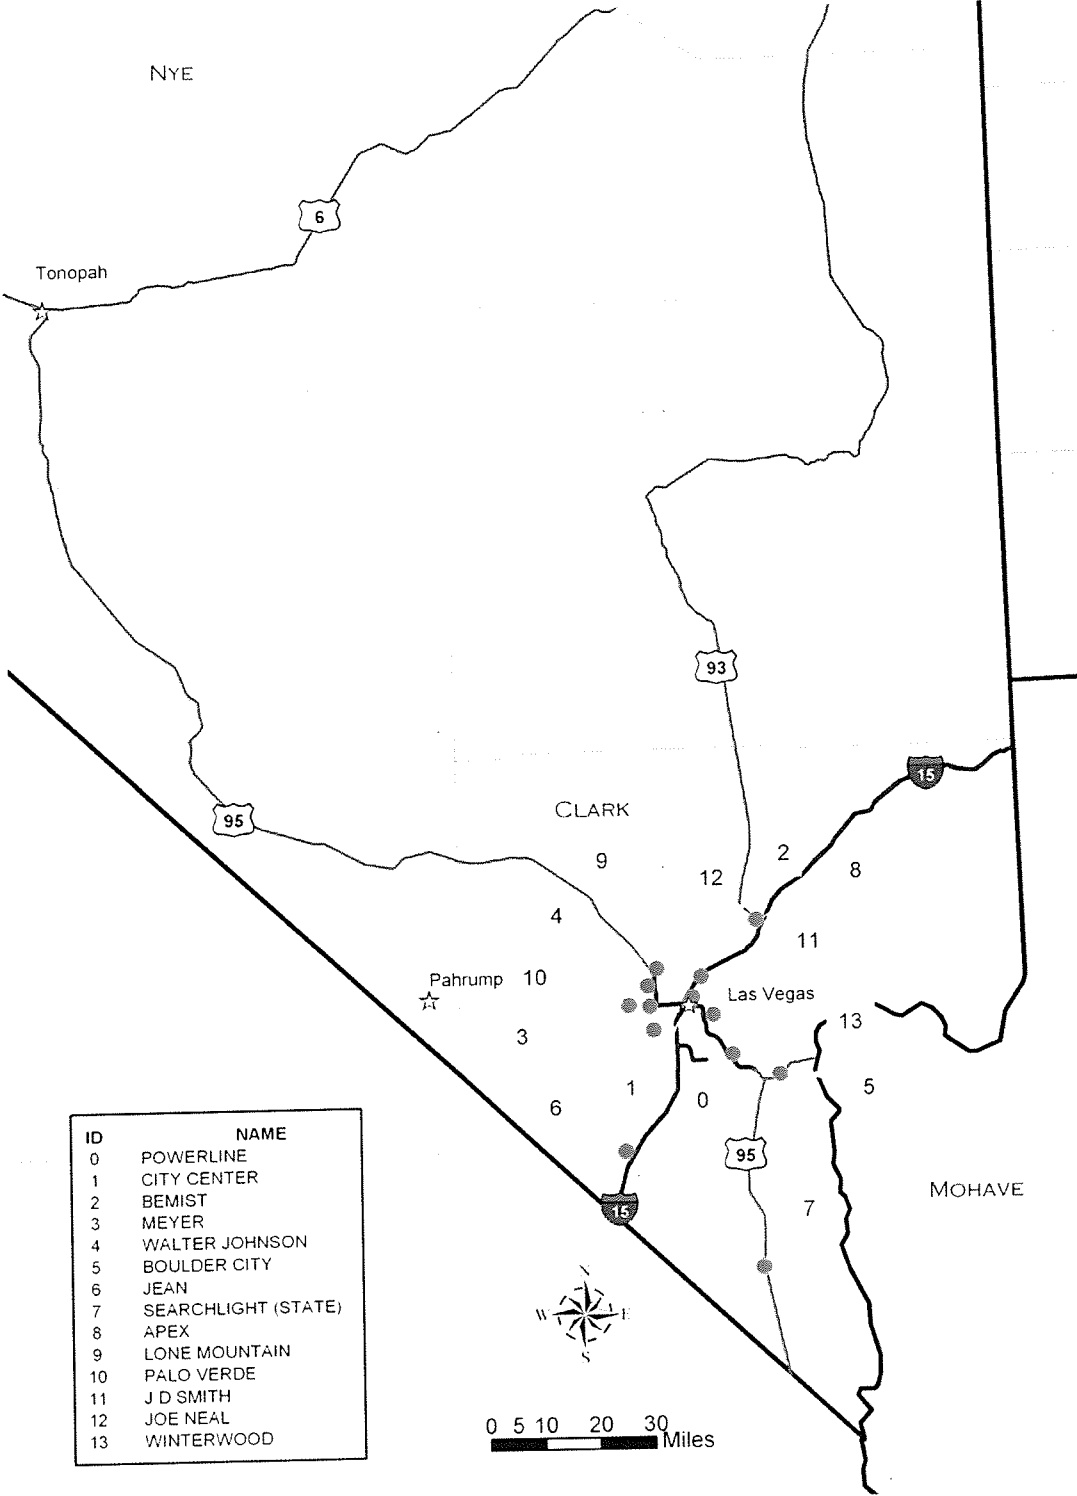 NYE
6
Tonopah
93
15
95
CLARK
9
2
12
8
4
11
Pahrump
10
Las Vegas
3
13
1
0
5
6
95
MOHAVE
15
7
ID NAME
0 POWERLINE
1 CITY CENTER
2 BEMIST
3 MEYER
4 WALTER JOHNSON
5 BOULDER CITY
6 JEAN
7 SEARCHLIGHT (STATE)
8 APEX
9 LONE MOUNTAIN
10 PALO VERDE
11 J D SMITH
12 JOE NEAL
13 WINTERWOOD
N
W E
S
0 5 10 20 30
Miles